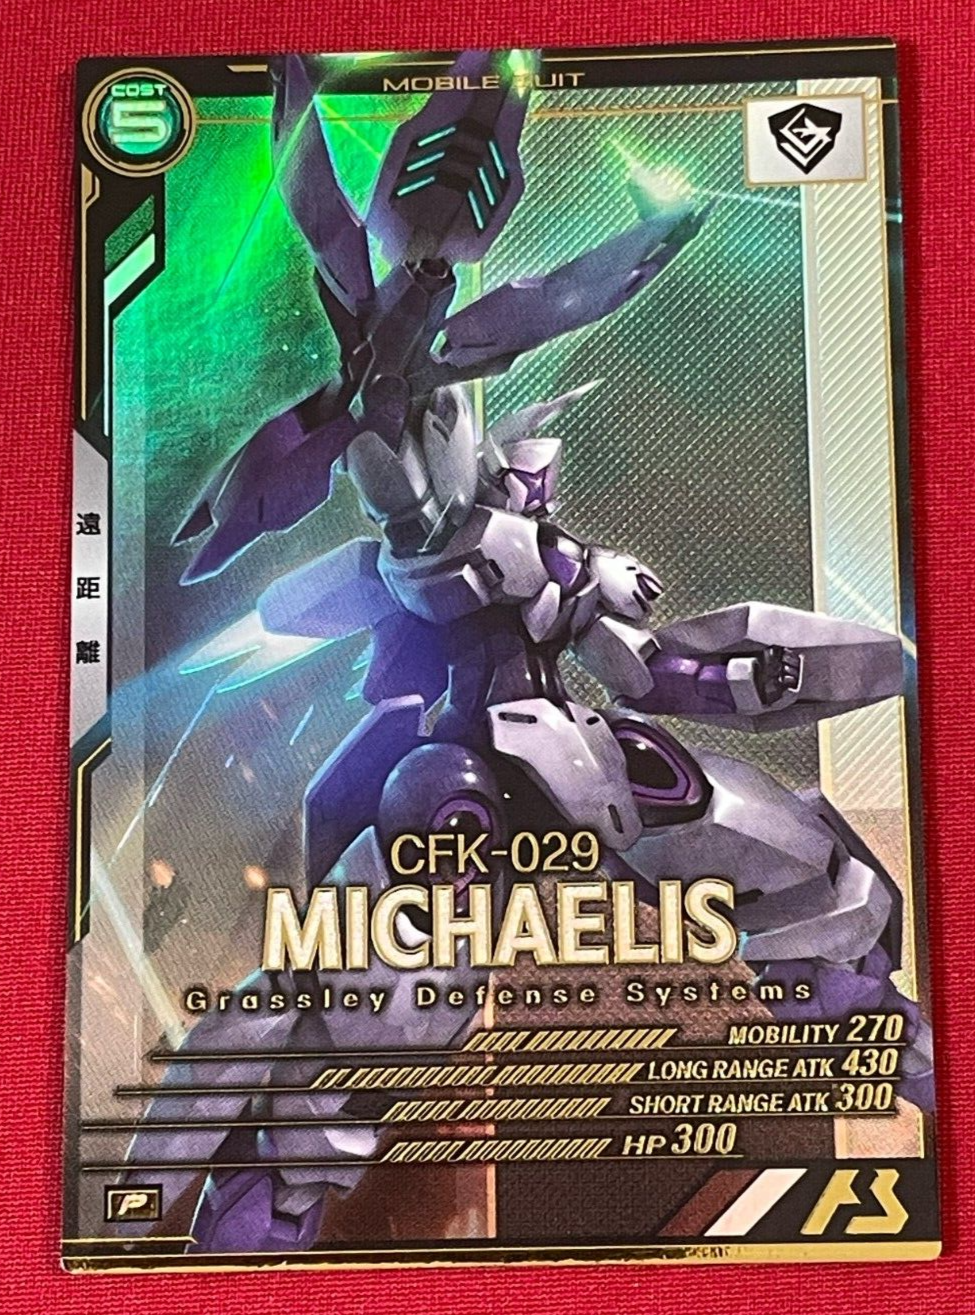 MOBILE SUIT
COST
5
遠距離
CFK-029
MICHAELIS
Grassley Defense Systems
MOBILITY 270
LONG RANGE ATK 430
SHORT RANGE ATK 300
HP 300
P